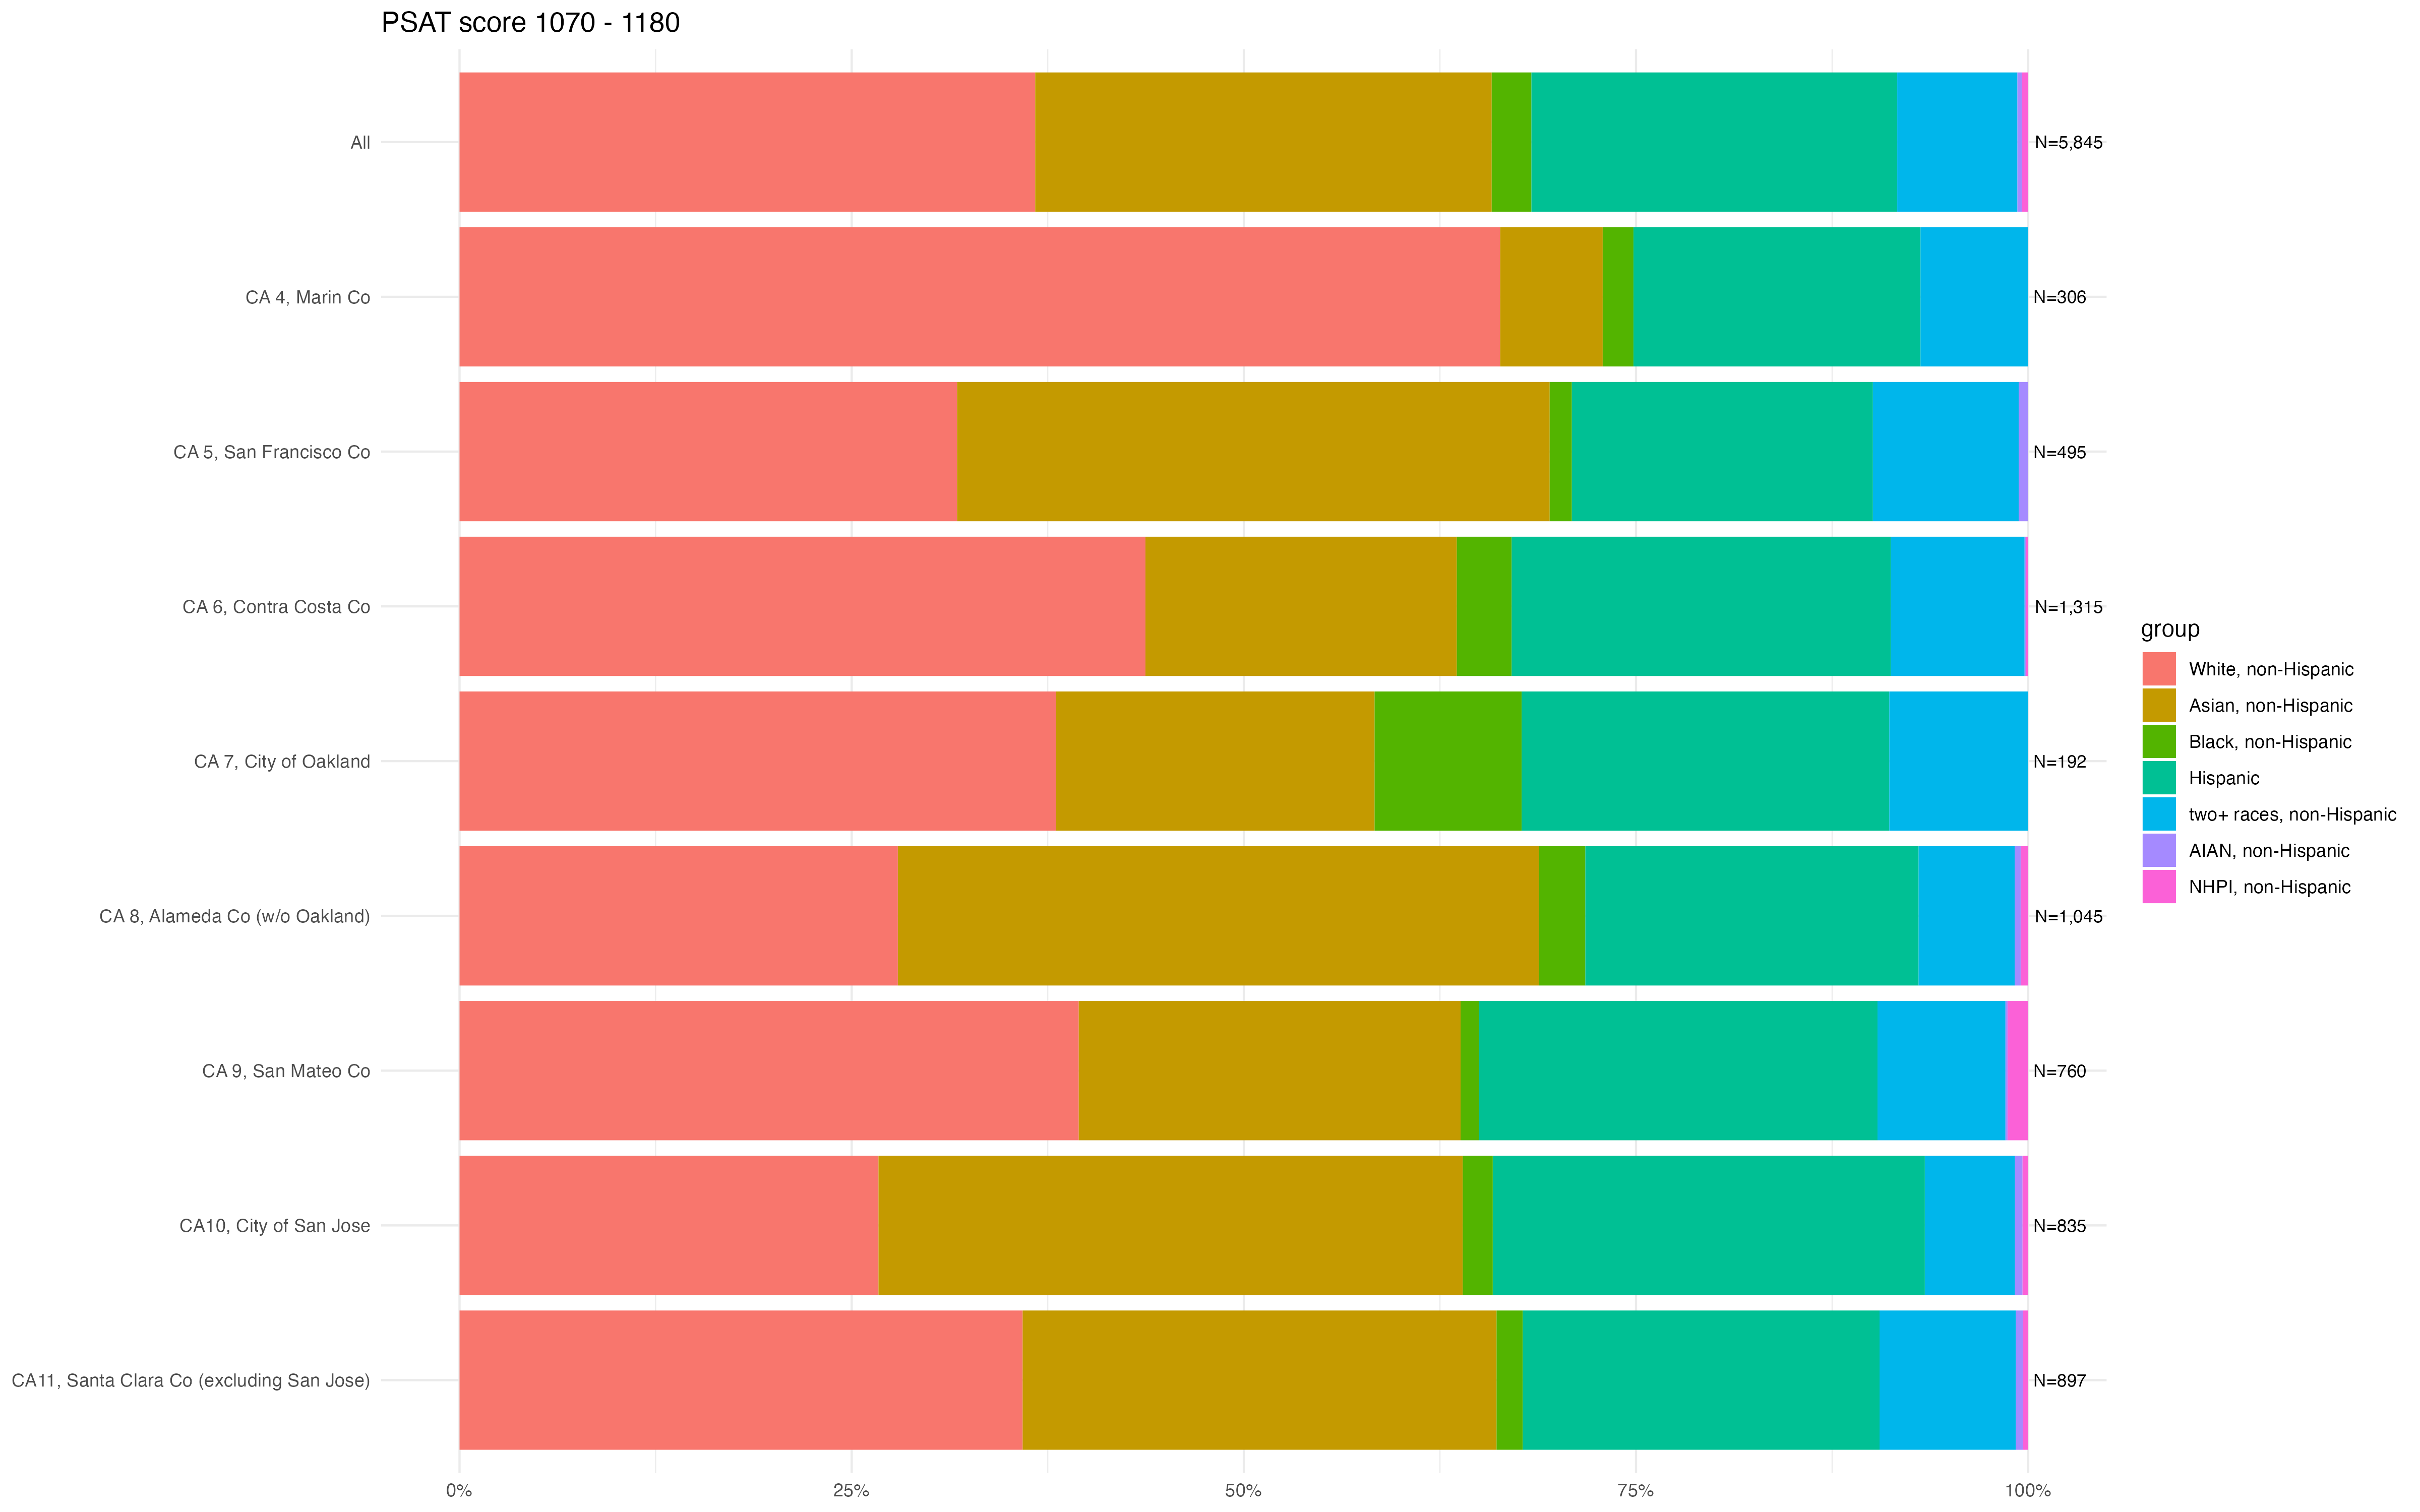 PSAT score 1070 - 1180
All
N=5,845
CA 4, Marin Co
N=306
CA 5, San Francisco Co
N=495
CA 6, Contra Costa Co
N=1,315
CA 7, City of Oakland
N=192
CA 8, Alameda Co (w/o Oakland)
N=1,045
CA 9, San Mateo Co
N=760
CA10, City of San Jose
N=835
CA11, Santa Clara Co (excluding San Jose)
N=897
0%
25%
50%
75%
100%
group
White, non-Hispanic
Asian, non-Hispanic
Black, non-Hispanic
Hispanic
two+ races, non-Hispanic
AIAN, non-Hispanic
NHPI, non-Hispanic